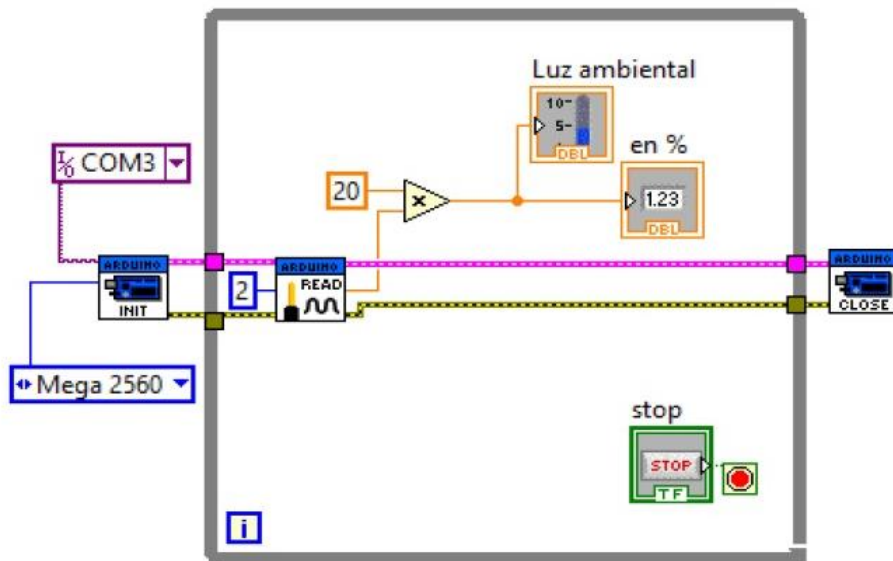 Luz ambiental
10-
5-
DBL
en %
1.23
DBL
I/O COM3
20
x
ARDUINO
INIT
2
ARDUINO
READ
ARDUINO
CLOSE
Mega 2560
stop
STOP
TF
i